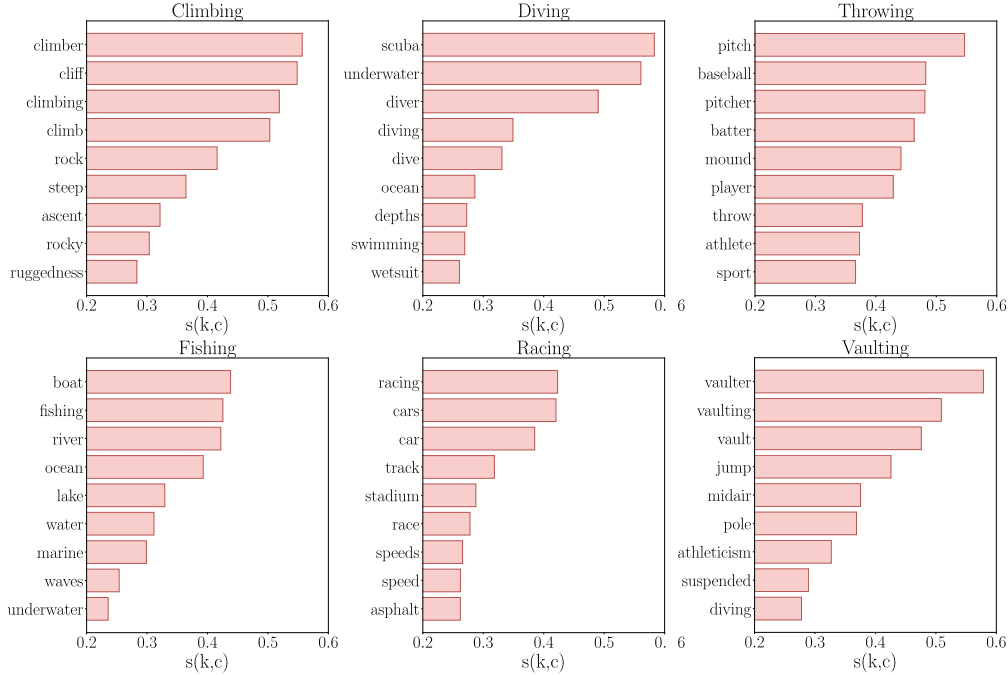 Climbing
climber
cliff
climbing
climb
rock
steep
ascent
rocky
ruggedness
0.2 0.3 0.4 0.5 0.6
s(k,c)
Diving
scuba
underwater
diver
diving
dive
ocean
depths
swimming
wetsuit
0.2 0.3 0.4 0.5 0. 6
s(k,c)
Throwing
pitch
baseball
pitcher
batter
mound
player
throw
athlete
sport
0.2 0.3 0.4 0.5 0.6
s(k,c)
Fishing
boat
fishing
river
ocean
lake
water
marine
waves
underwater
0.2 0.3 0.4 0.5 0.6
s(k,c)
Racing
racing
cars
car
track
stadium
race
speeds
speed
asphalt
0.2 0.3 0.4 0.5 0. 6
s(k,c)
Vaulting
vaulter
vaulting
vault
jump
midair
pole
athleticism
suspended
diving
0.2 0.3 0.4 0.5 0.6
s(k,c)